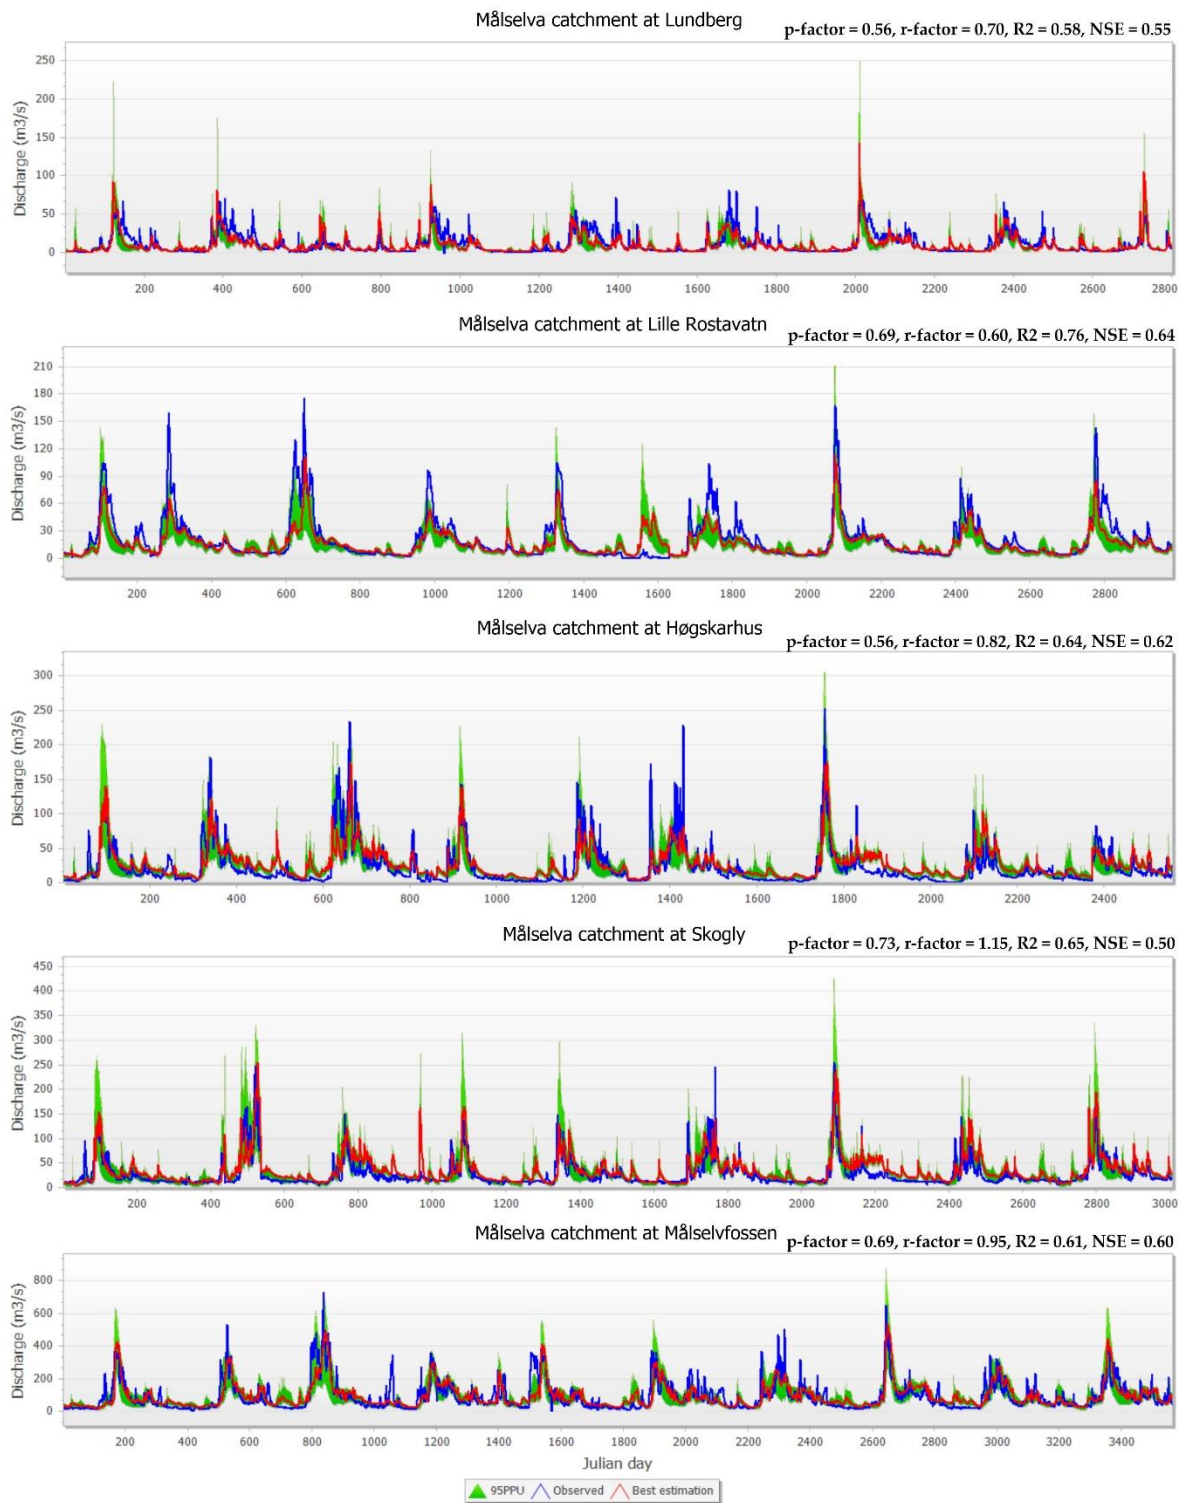 Målselva catchment at Lundberg
p-factor = 0.56, r-factor = 0.70, R2 = 0.58, NSE = 0.55
Discharge (m3/s)
250
200
150
100
50
0
200 400 600 800 1000 1200 1400 1600 1800 2000 2200 2400 2600 2800
Målselva catchment at Lille Rostavatn
p-factor = 0.69, r-factor = 0.60, R2 = 0.76, NSE = 0.64
Discharge (m3/s)
210
180
150
120
90
60
30
0
200 400 600 800 1000 1200 1400 1600 1800 2000 2200 2400 2600 2800
Målselva catchment at Høgskarhus
p-factor = 0.56, r-factor = 0.82, R2 = 0.64, NSE = 0.62
Discharge (m3/s)
300
250
200
150
100
50
0
200 400 600 800 1000 1200 1400 1600 1800 2000 2200 2400
Målselva catchment at Skogly
p-factor = 0.73, r-factor = 1.15, R2 = 0.65, NSE = 0.50
Discharge (m3/s)
450
400
350
300
250
200
150
100
50
0
200 400 600 800 1000 1200 1400 1600 1800 2000 2200 2400 2600 2800 3000
Målselva catchment at Målselvfossen
p-factor = 0.69, r-factor = 0.95, R2 = 0.61, NSE = 0.60
Discharge (m3/s)
800
600
400
200
0
200 400 600 800 1000 1200 1400 1600 1800 2000 2200 2400 2600 2800 3000 3200 3400
Julian day
95PPU Observed Best estimation